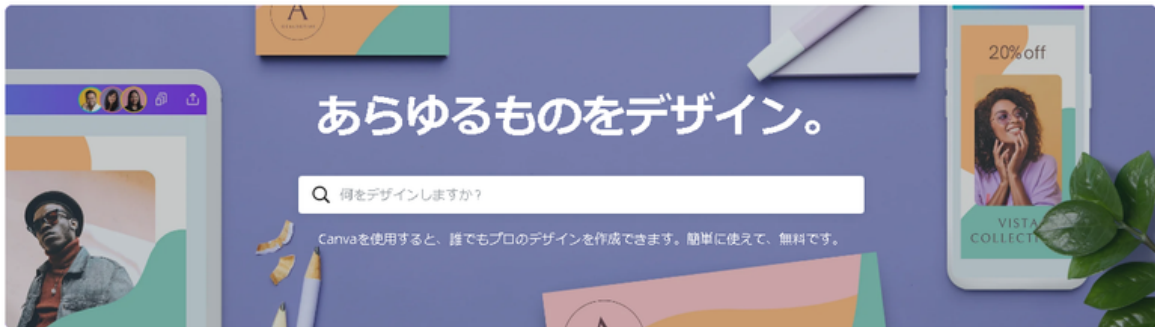 20% off
あらゆるものをデザイン。
何をデザインしますか?
Canvaを使用すると、誰でもプロのデザインを作成できます。簡単に使えて、無料です。
VISTA
A
A